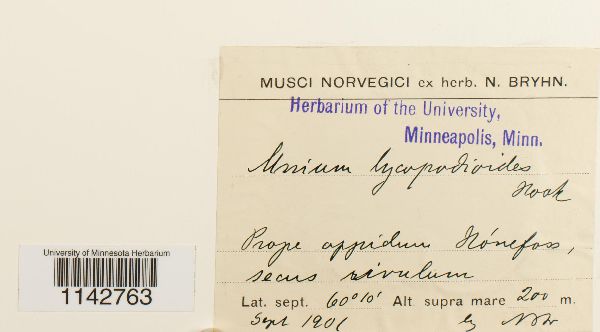 MUSCI NORVEGICI ex herb. N. BRYHN.
Herbarium of the University,
Minneapolis, Minn.
Mnium lycopodioides
Hook
Prope oppidum Hónefoss,
secus rivulum
Lat. sept. 60°10' Alt supra mare 200 m.
Sept 1901
University of Minnesota Herbarium
1142763